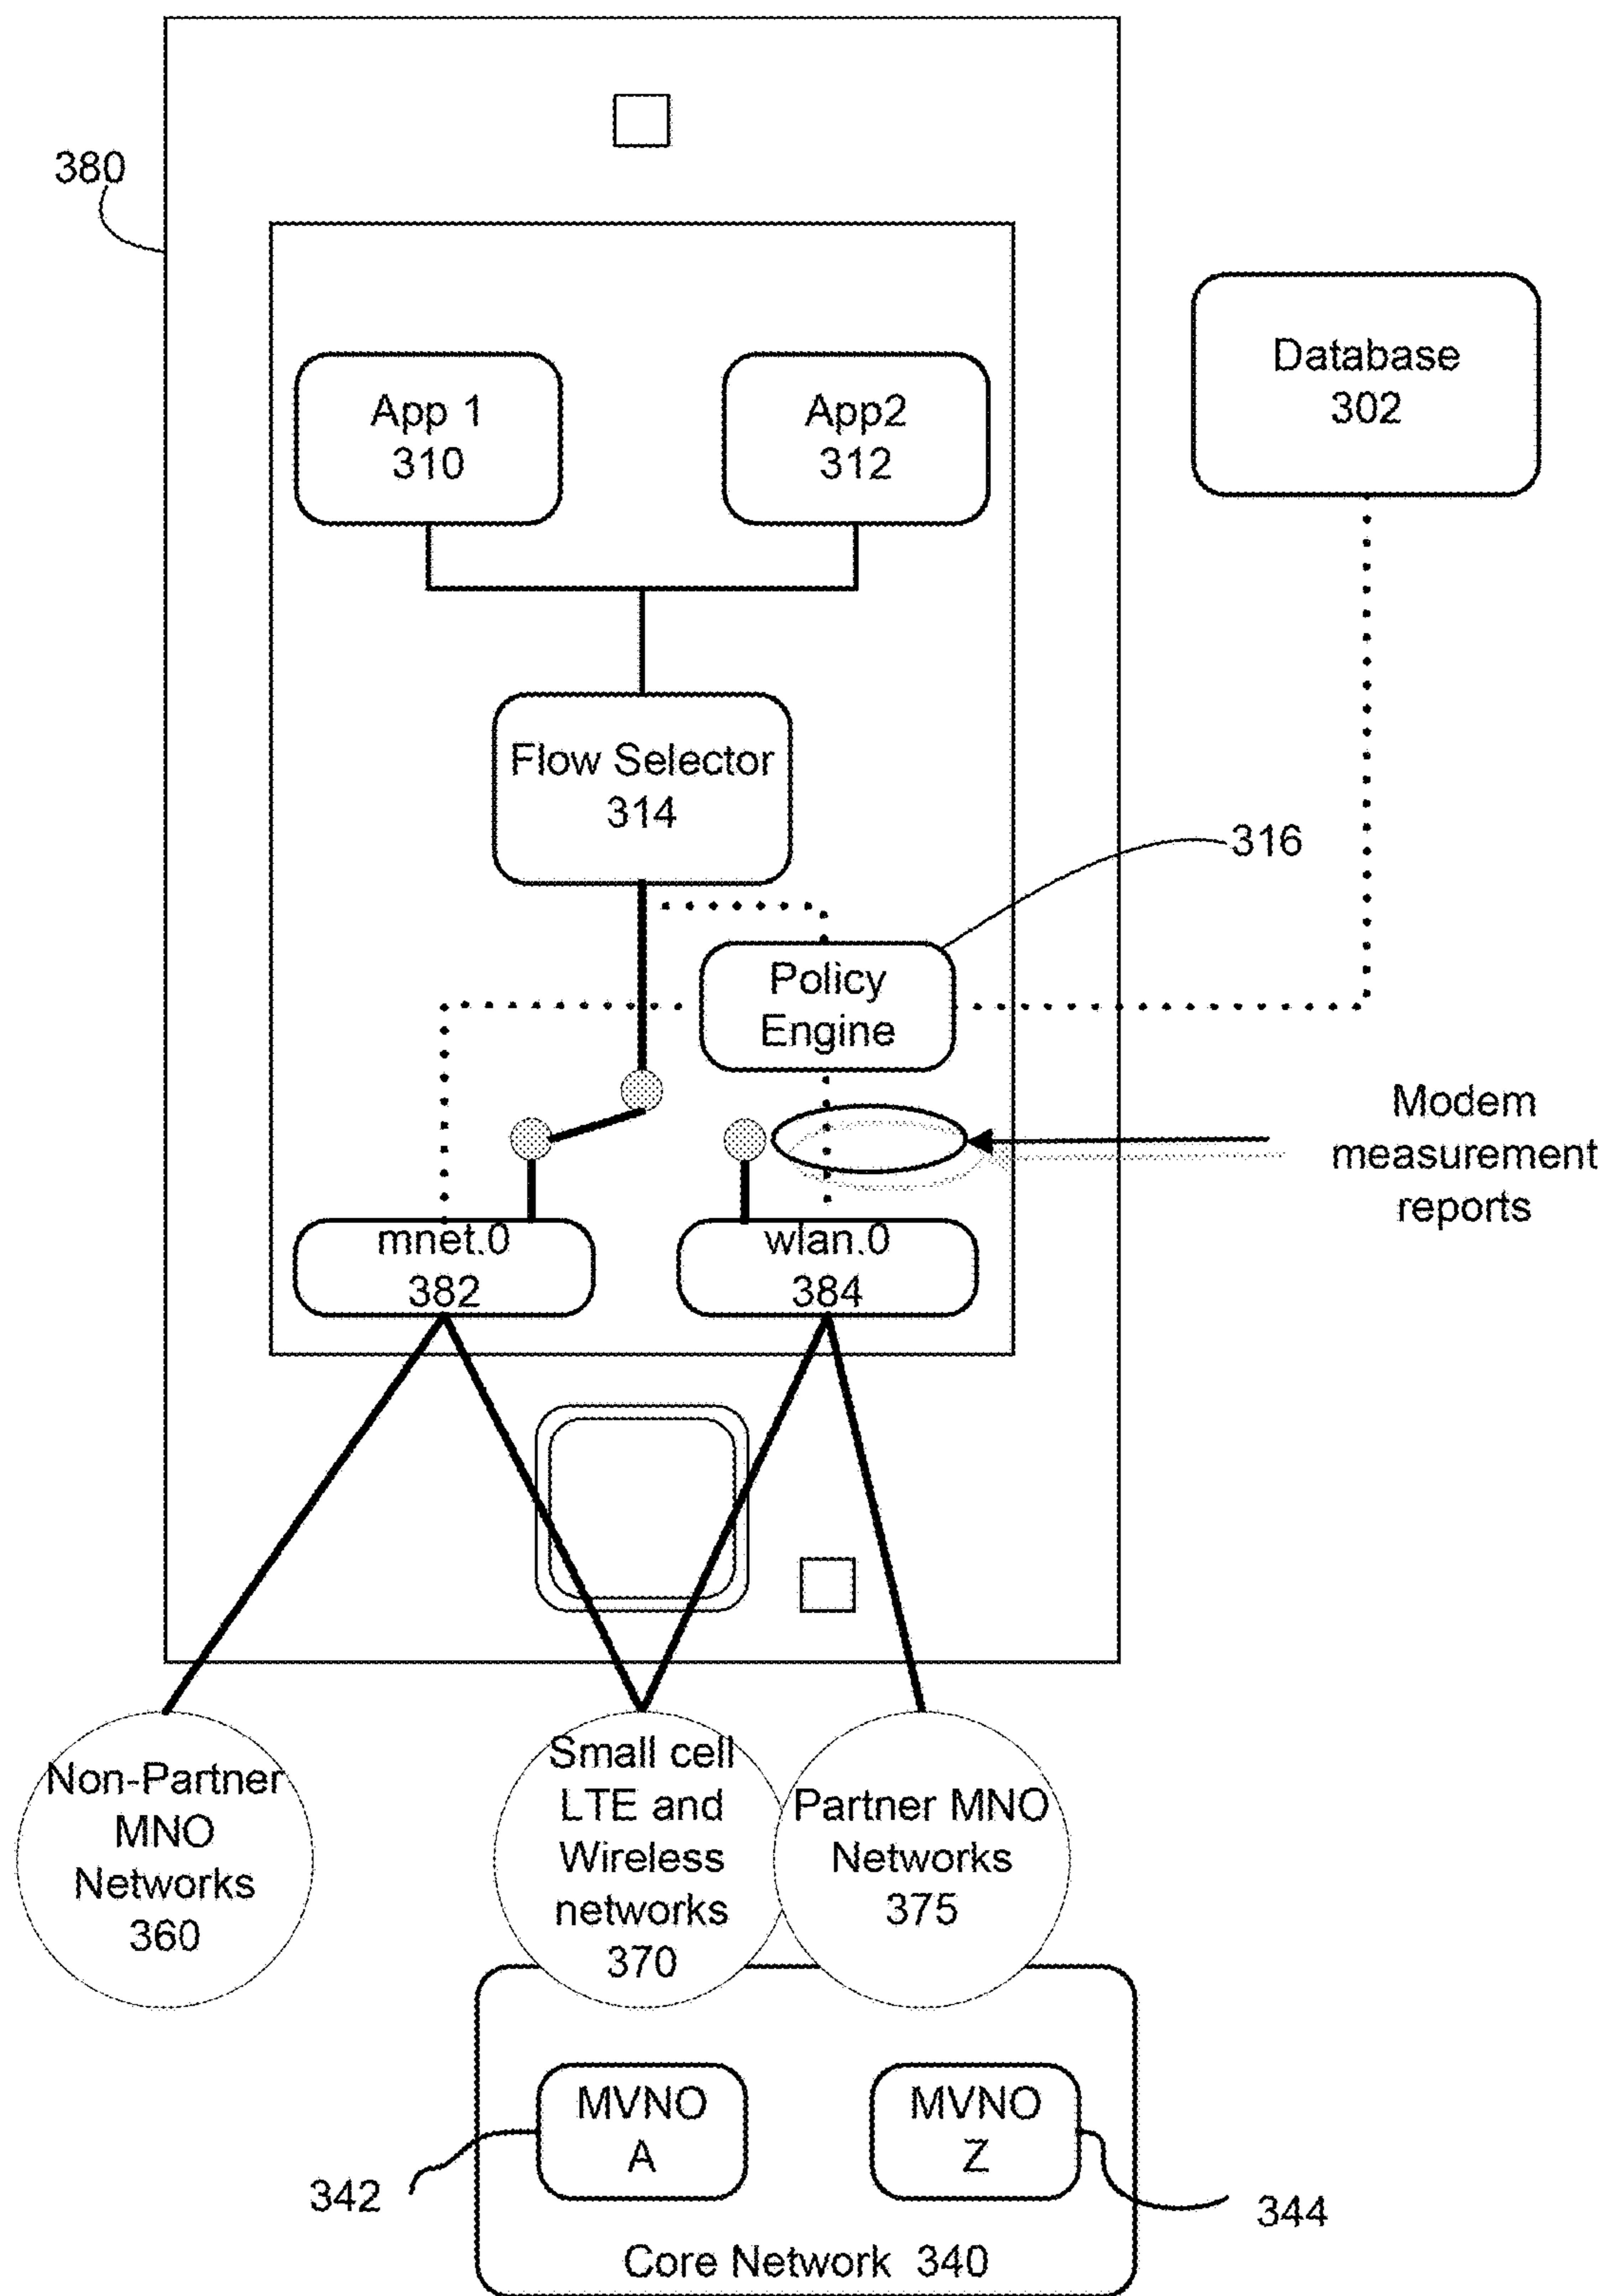 380
Database
302
App 1
310
App2
312
Flow Selector
314
316
Policy
Engine
Modem
measurement
reports
mnet.0
382
wlan.0
384
Non-Partner
MNO
Networks
360
Small cell
LTE and
Wireless
networks
370
Partner MNO
Networks
375
MVNO
A
MVNO
Z
342
344
Core Network 340